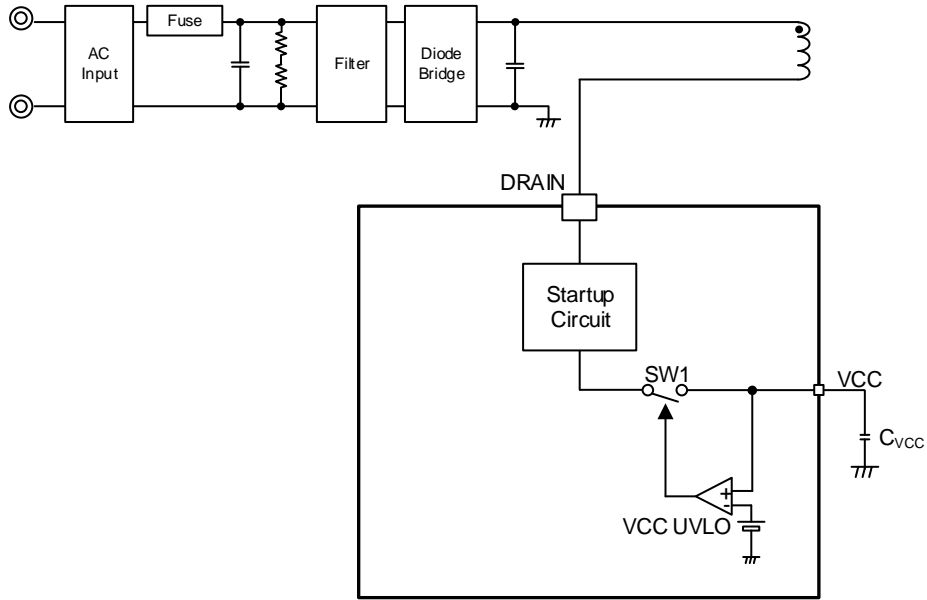 AC
Input
Fuse
Filter
Diode
Bridge
DRAIN
Startup
Circuit
SW1
VCC
CVCC
+
-
VCC UVLO